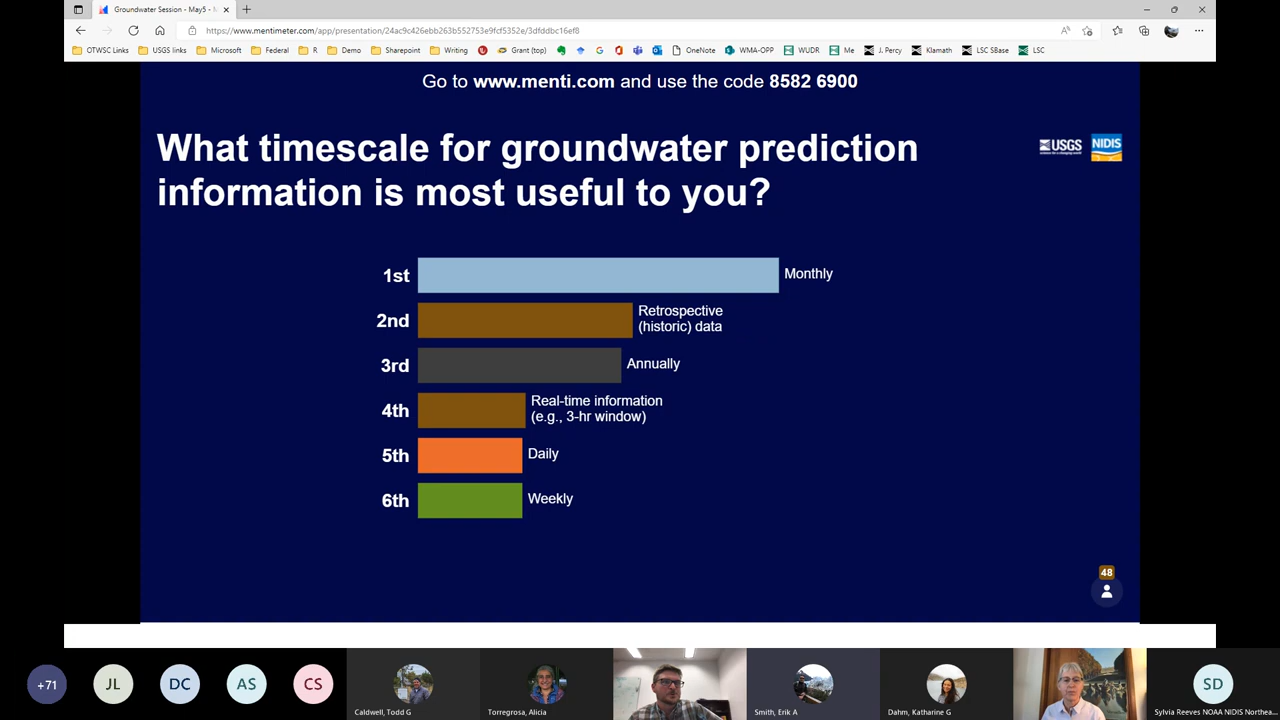 Groundwater Session - May5 -
https://www.mentimeter.com/app/presentation/24ac9c426ebb263b552753e9fcf5352e/3dfddbc16ef8
OTWSC Links USGS links Microsoft Federal R Demo Sharepoint Writing Grant (top) OneNote WMA-OPP WUDR Me J. Percy Klamath LSC SBase LSC
Go to www.menti.com and use the code 8582 6900
What timescale for groundwater prediction
information is most useful to you?
USGS
NIDIS
1st Monthly
2nd Retrospective
(historic) data
3rd Annually
4th Real-time information
(e.g., 3-hr window)
5th Daily
6th Weekly
48
+71 JL DC AS CS SD
Caldwell, Todd G Torregrosa, Alicia Smith, Erik A Dahm, Katharine G Sylvia Reeves NOAA NIDIS Northea...